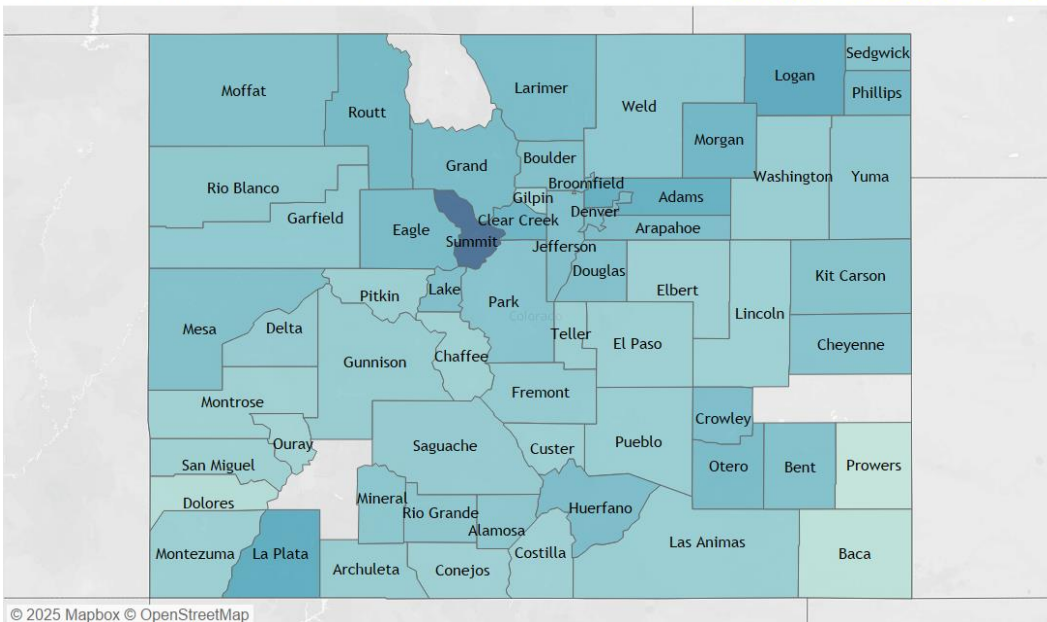 Sedgwick
Logan
Moffat
Larimer
Phillips
Weld
Routt
Morgan
Boulder
Grand
Washington
Yuma
Rio Blanco
Broomfield
Gilpin
Adams
Garfield
Denver
Clear Creek
Eagle
Arapahoe
Summit
Jefferson
Douglas
Kit Carson
Lake
Elbert
Pitkin
Park
Lincoln
Colorado
Mesa
Delta
Teller
El Paso
Cheyenne
Chaffee
Gunnison
Fremont
Montrose
Crowley
Ouray
Pueblo
Saguache
Custer
San Miguel
Otero
Bent
Prowers
Mineral
Dolores
Huerfano
Rio Grande
Alamosa
Las Animas
Montezuma
La Plata
Costilla
Baca
Archuleta
Conejos
© 2025 Mapbox © OpenStreetMap